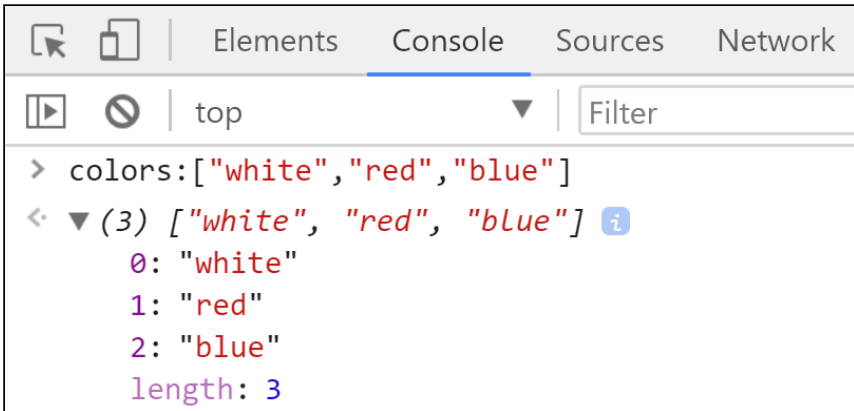 Elements Console Sources Network
top Filter
> colors:["white","red","blue"]
(3) ["white", "red", "blue"] i
0: "white"
1: "red"
2: "blue"
length: 3